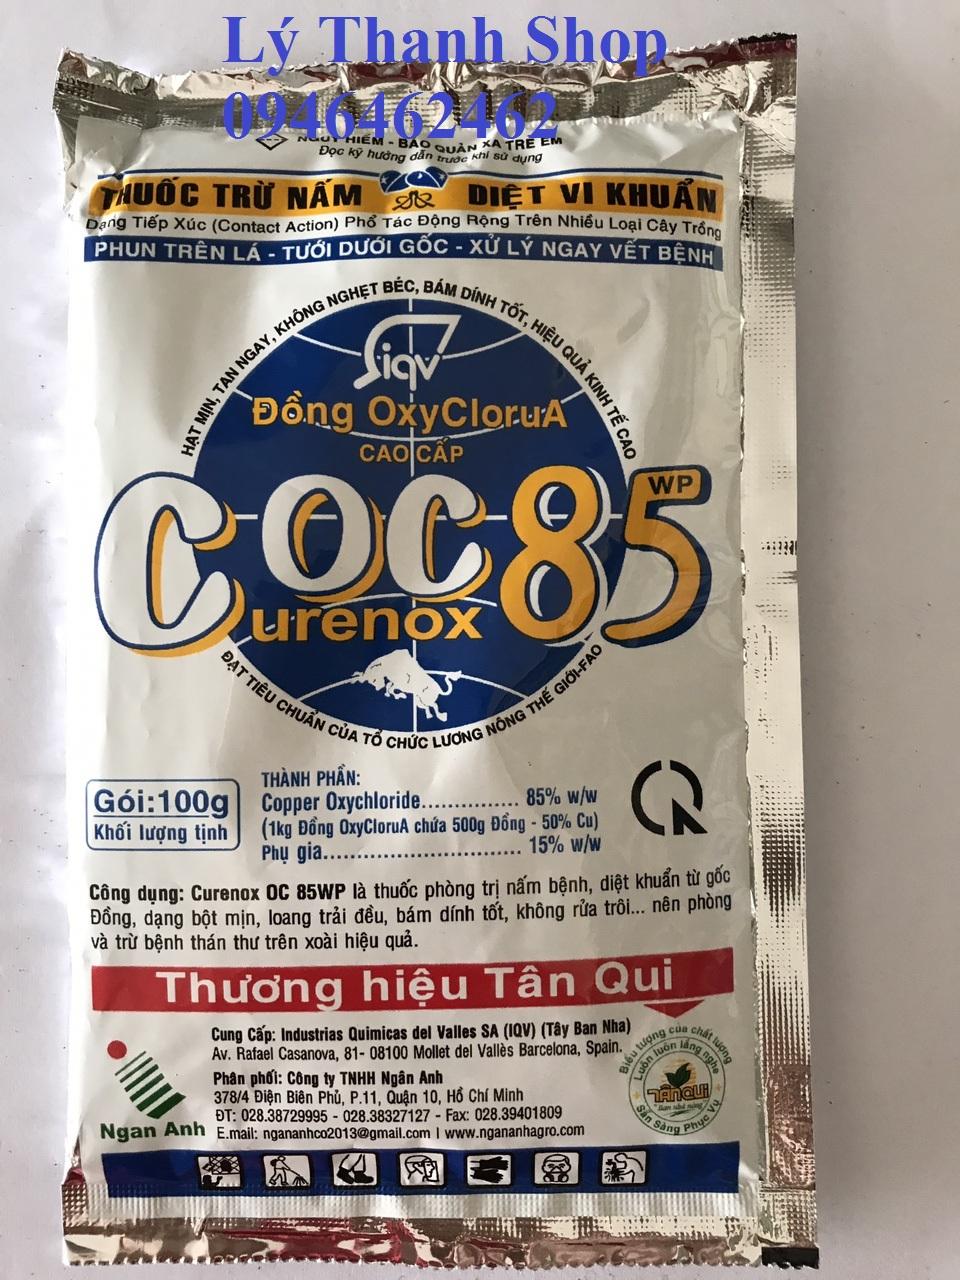 Lý Thanh Shop
0946462462
NGUY HIỂM - BẢO QUẢN XA TRẺ EM
Đọc kỹ hướng dẫn trước khi sử dụng
THUỐC TRỪ NẤM DIỆT VI KHUẨN
Dạng Tiếp Xúc (Contact Action) Phổ Tác Động Rộng Trên Nhiều Loại Cây Trồng
PHUN TRÊN LÁ - TƯỚI DƯỚI GỐC - XỬ LÝ NGAY VẾT BỆNH
HẠT MỊN, TAN NGAY, KHÔNG NGHẸT BÉC, BÁM DÍNH TỐT, HIỆU QUẢ KINH TẾ CAO
iqv
Đồng OxyCloruA
CAO CẤP
COC85 WP
Curenox
ĐẠT TIÊU CHUẨN CỦA TỔ CHỨC LƯƠNG NÔNG THẾ GIỚI-FAO
Gói:100g
Khối lượng tịnh
THÀNH PHẦN:
Copper Oxychloride............... 85% w/w
(1kg Đồng OxyCloruA chứa 500g Đồng - 50% Cu)
Phụ gia.............................. 15% w/w
Công dụng: Curenox OC 85WP là thuốc phòng trị nấm bệnh, diệt khuẩn từ gốc
Đồng, dạng bột mịn, loang trải đều, bám dính tốt, không rửa trôi... nên phòng
và trừ bệnh thán thư trên xoài hiệu quả.
Thương hiệu Tân Qui
Cung Cấp: Industrias Quimicas del Valles SA (IQV) (Tây Ban Nha)
Av. Rafael Casanova, 81- 08100 Mollet del Vallès Barcelona, Spain.
Phân phối: Công ty TNHH Ngân Anh
378/4 Điện Biên Phủ, P.11, Quận 10, Hồ Chí Minh
ĐT: 028.38729995 - 028.38327127 - Fax: 028.39401809
E.mail: ngananhco2013@gmail.com | www.ngananhagro.com
Ngan Anh
Biểu tượng của chất lượng
Luôn luôn lắng nghe
TÂN QUI
"Bạn nhà nông"
Sẵn Sàng Phục Vụ